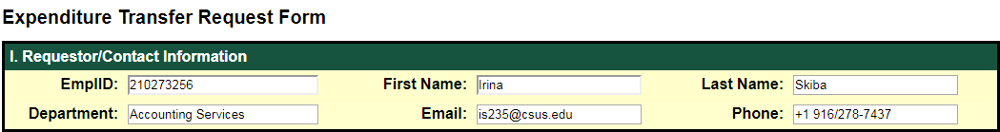 Expenditure Transfer Request Form
I. Requestor/Contact Information
EmplID: 210273256 First Name: Irina Last Name: Skiba
Department: Accounting Services Email: is235@csus.edu Phone: +1 916/278-7437